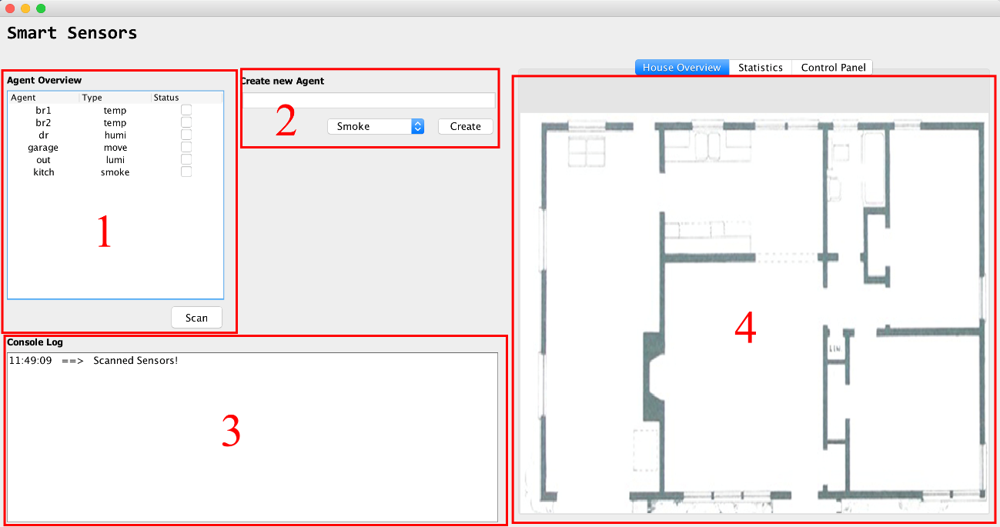 Smart Sensors
House Overview Statistics Control Panel
Agent Overview
Agent Type Status
br1 temp
br2 temp
dr humi
garage move
out lumi
kitch smoke
1
Scan
Create new Agent
2
Smoke Create
Console Log
11:49:09 ==> Scanned Sensors!
3
4
LIN.